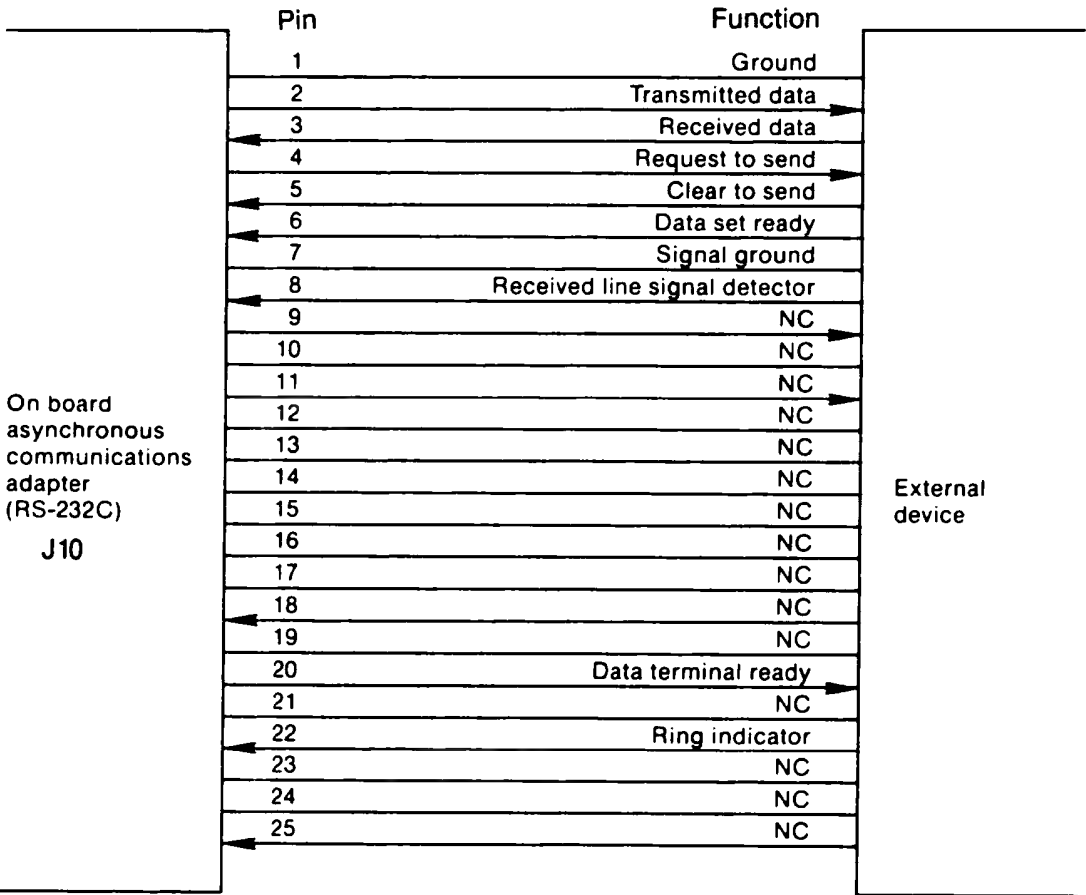 Pin Function
1 Ground
2 Transmitted data
3 Received data
4 Request to send
5 Clear to send
6 Data set ready
7 Signal ground
8 Received line signal detector
9 NC
10 NC
11 NC
12 NC
13 NC
14 NC
15 NC
16 NC
17 NC
18 NC
19 NC
20 Data terminal ready
21 NC
22 Ring indicator
23 NC
24 NC
25 NC
On board
asynchronous
communications
adapter
(RS-232C)
J10
External
device